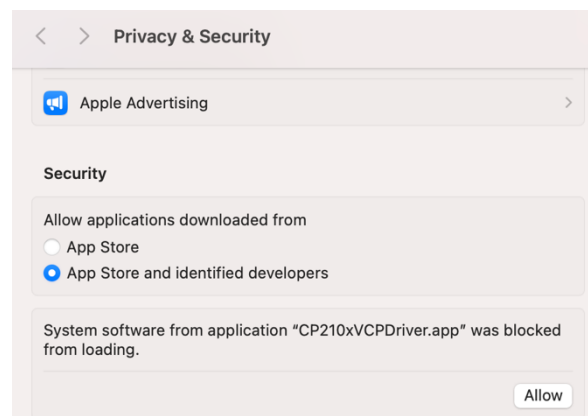 Privacy & Security
Apple Advertising
Security
Allow applications downloaded from
App Store
App Store and identified developers
System software from application “CP210xVCPDriver.app” was blocked
from loading.
Allow